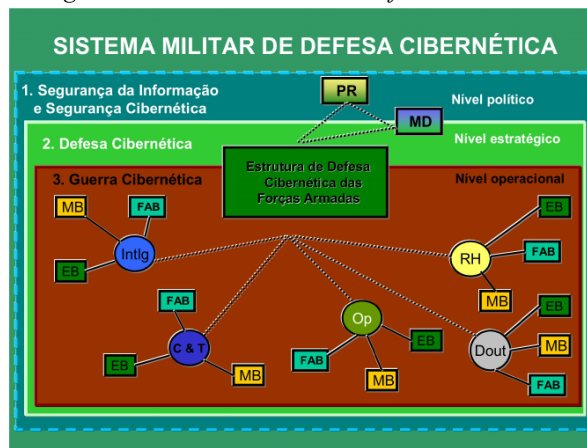 SISTEMA MILITAR DE DEFESA CIBERNÉTICA
1. Segurança da Informação
e Segurança Cibernética
PR
Nível político
MD
2. Defesa Cibernética
Nível estratégico
Estrutura de Defesa
Cibernética das
Forças Armadas
3. Guerra Cibernética
Nível operacional
MB
FAB
EB
Intlg
EB
RH
FAB
MB
FAB
C & T
EB
MB
Op
FAB
EB
MB
EB
Dout
MB
FAB